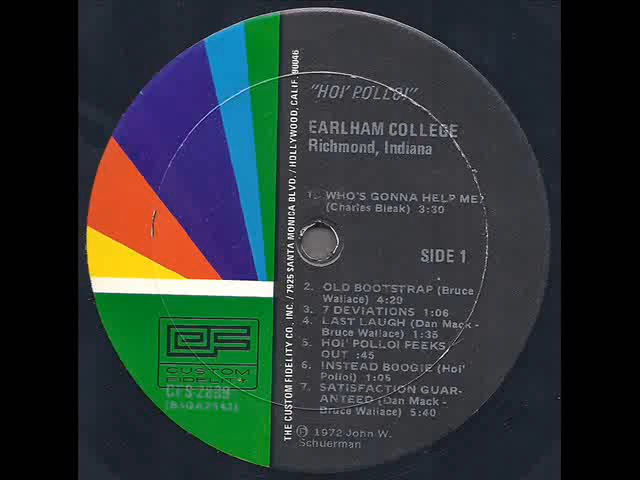 "HOI' POLLOI"
EARLHAM COLLEGE
Richmond, Indiana
1. WHO'S GONNA HELP ME?
(Charles Bleak) 3:30
SIDE 1
2. OLD BOOTSTRAP (Bruce
Wallace) 4:29
3. 7 DEVIATIONS 1:06
4. LAST LAUGH (Dan Mack -
Bruce Wallace) 1:35
5. HOI' POLLOI PEEKS
OUT :45
6. INSTEAD BOOGIE (Hoi'
Polloi) 1:05
7. SATISFACTION GUAR-
ANTEED (Dan Mack -
Bruce Wallace) 5:40
Ⓟ 1972 John W.
Schuerman
THE CUSTOM FIDELITY CO., INC. / 7925 SANTA MONICA BLVD. / HOLLYWOOD, CALIF. 90046
CF
CUSTOM
FIDELITY